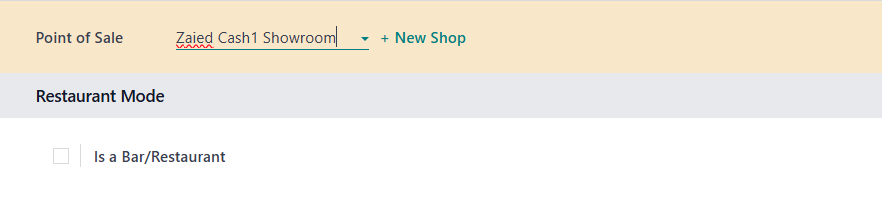 Point of Sale Zaied Cash1 Showroom + New Shop
Restaurant Mode
Is a Bar/Restaurant